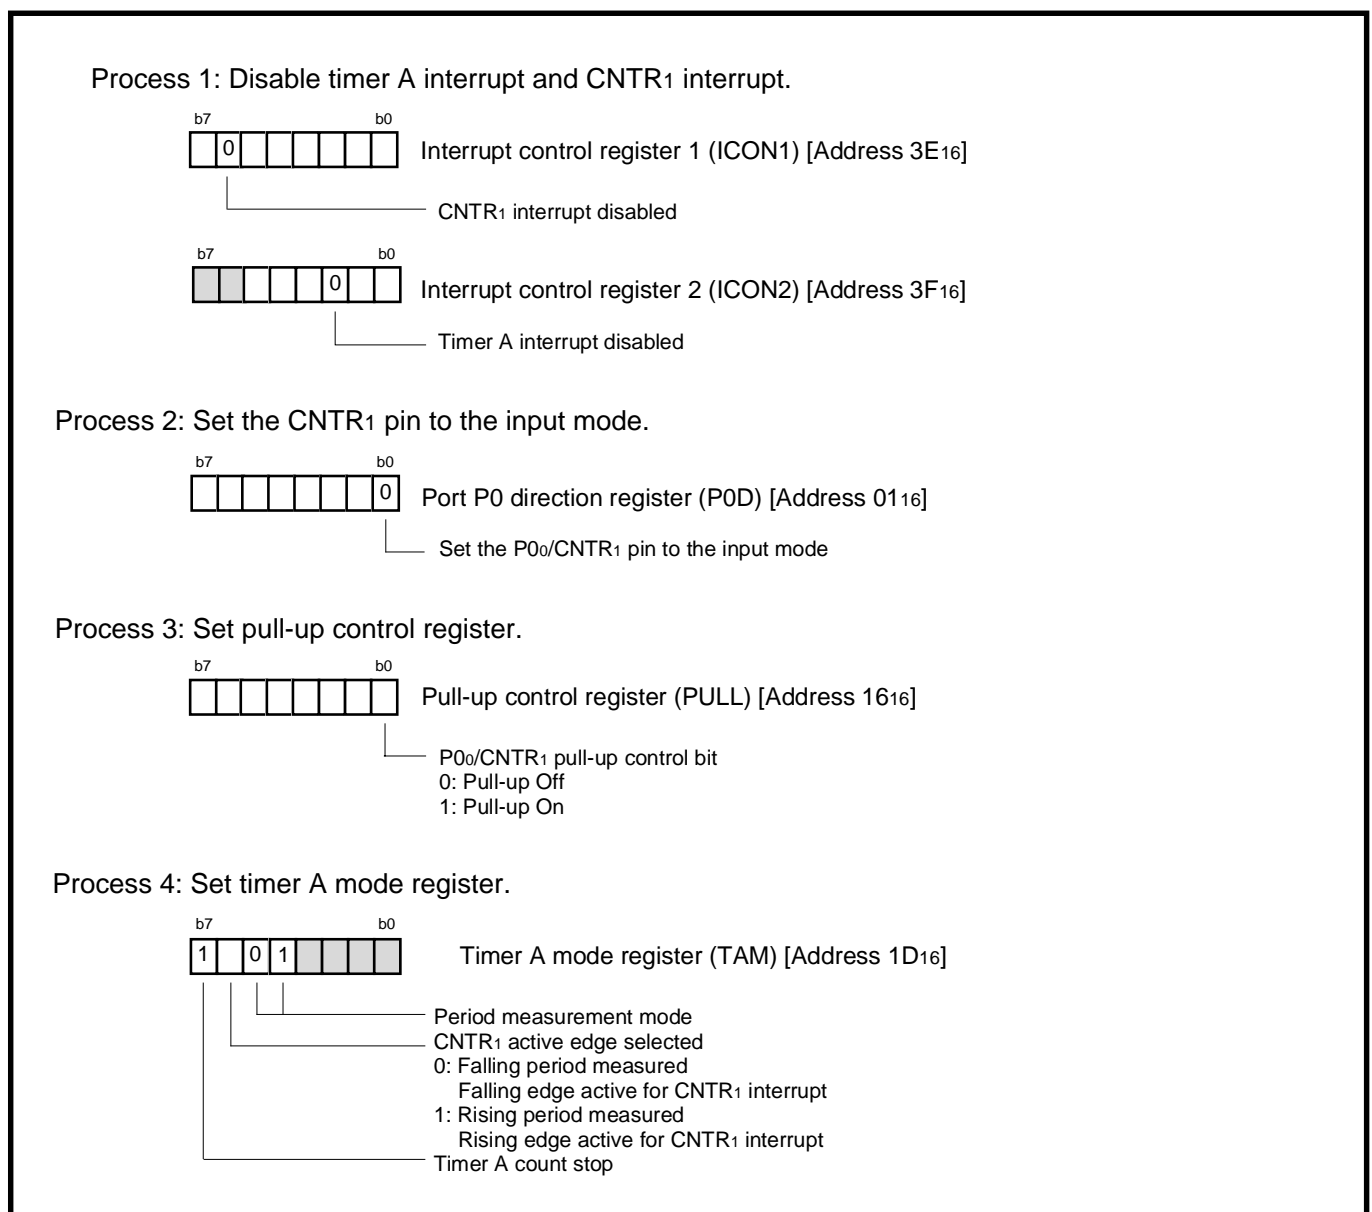 Process 1: Disable timer A interrupt and CNTR1 interrupt.
b7 b0
0 Interrupt control register 1 (ICON1) [Address 3E16]
CNTR1 interrupt disabled
b7 b0
0 Interrupt control register 2 (ICON2) [Address 3F16]
Timer A interrupt disabled
Process 2: Set the CNTR1 pin to the input mode.
b7 b0
0 Port P0 direction register (P0D) [Address 0116]
Set the P00/CNTR1 pin to the input mode
Process 3: Set pull-up control register.
b7 b0
Pull-up control register (PULL) [Address 1616]
P00/CNTR1 pull-up control bit
0: Pull-up Off
1: Pull-up On
Process 4: Set timer A mode register.
b7 b0
1 0 1 Timer A mode register (TAM) [Address 1D16]
Period measurement mode
CNTR1 active edge selected
0: Falling period measured
Falling edge active for CNTR1 interrupt
1: Rising period measured
Rising edge active for CNTR1 interrupt
Timer A count stop